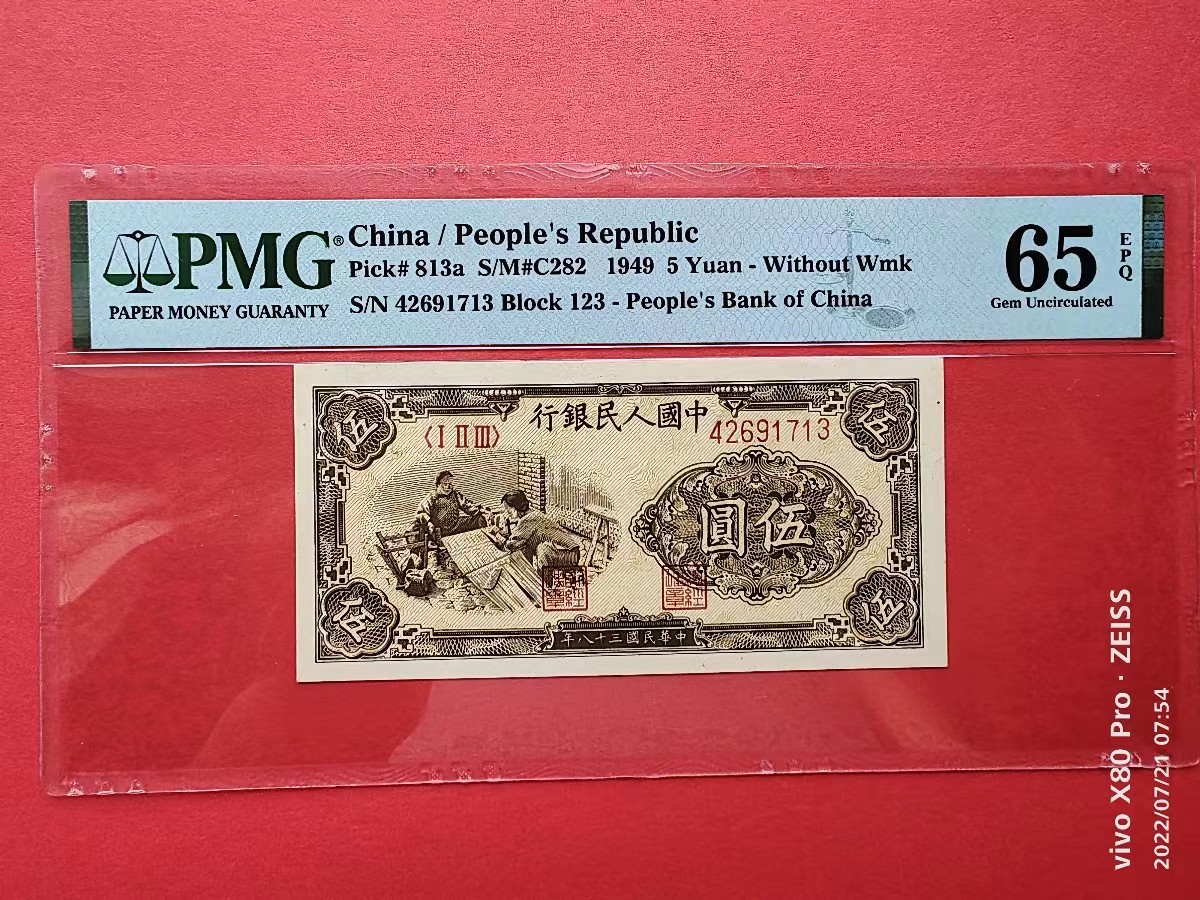 China / People's Republic
PMG®
PAPER MONEY GUARANTY
Pick# 813a S/M#C282 1949 5 Yuan - Without Wmk
S/N 42691713 Block 123 - People's Bank of China
65
EPQ
Gem Uncirculated
行銀民人國中
〈I II III〉
42691713
伍
伍
圓伍
伍
伍
年八十三國民華中
vivo X80 Pro · ZEISS
2022/07/21 07:54